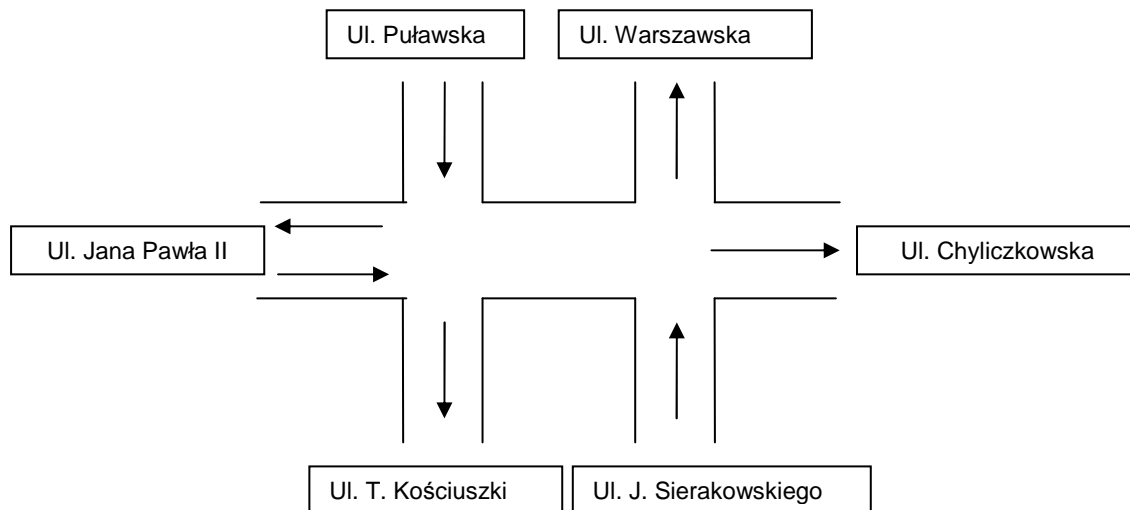 Ul. Puławska
Ul. Warszawska
Ul. Jana Pawła II
Ul. Chyliczkowska
Ul. T. Kościuszki
Ul. J. Sierakowskiego